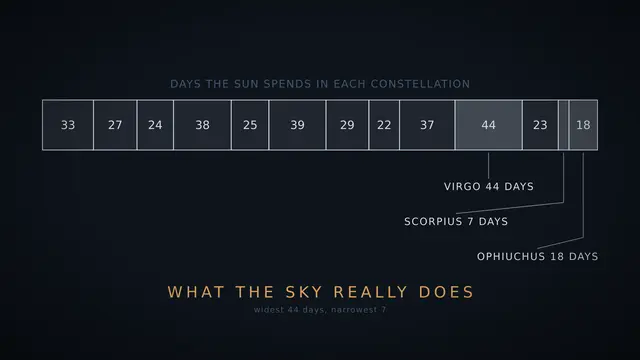 DAYS THE SUN SPENDS IN EACH CONSTELLATION
33 27 24 38 25 39 29 22 37 44 23 18
VIRGO 44 DAYS
SCORPIUS 7 DAYS
OPHIUCHUS 18 DAYS
WHAT THE SKY REALLY DOES
widest 44 days, narrowest 7